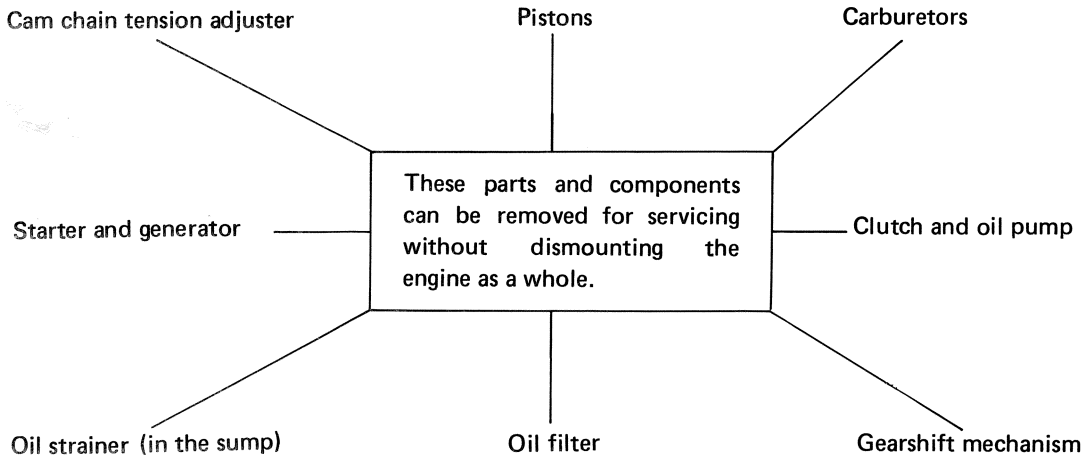 Cam chain tension adjuster
Pistons
Carburetors
These parts and components
can be removed for servicing
without dismounting the
engine as a whole.
Starter and generator
Clutch and oil pump
Oil strainer (in the sump)
Oil filter
Gearshift mechanism